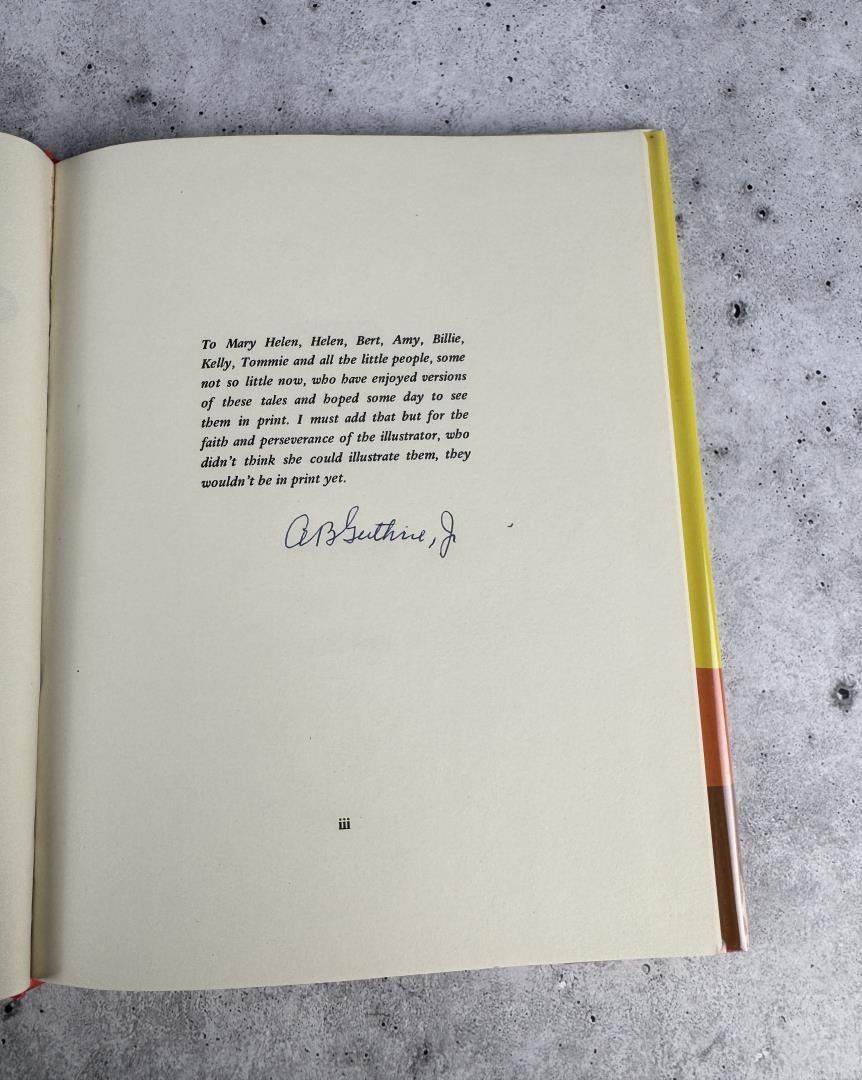 To Mary Helen, Helen, Bert, Amy, Billie,
Kelly, Tommie and all the little people, some
not so little now, who have enjoyed versions
of these tales and hoped some day to see
them in print. I must add that but for the
faith and perseverance of the illustrator, who
didn't think she could illustrate them, they
wouldn't be in print yet.
A B Guthrie, Jr
iii